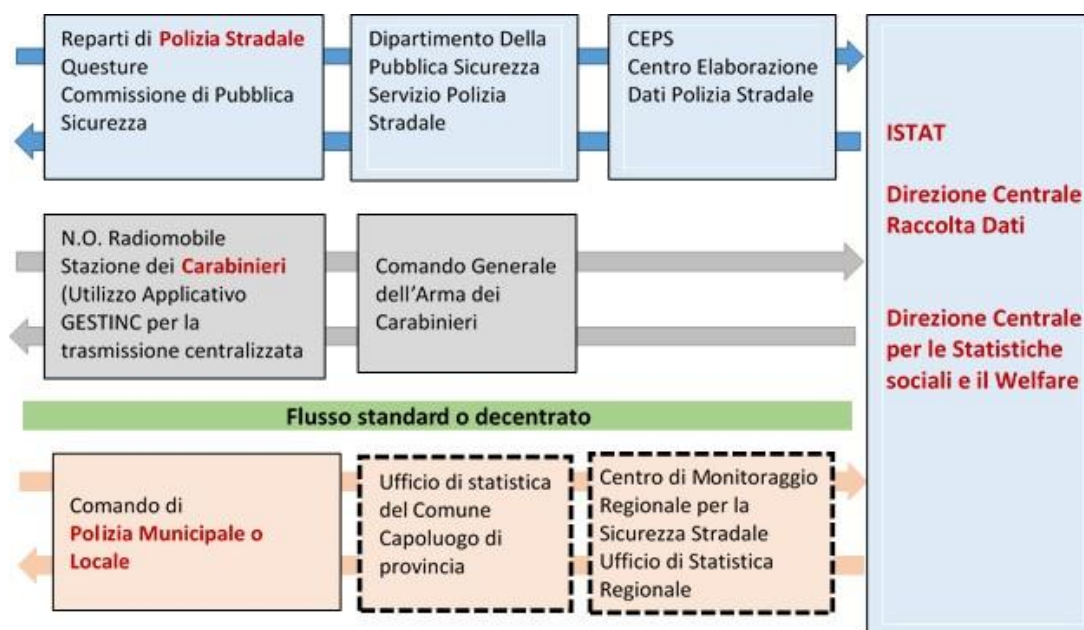 Reparti di Polizia Stradale
Questure
Commissione di Pubblica
Sicurezza
Dipartimento Della
Pubblica Sicurezza
Servizio Polizia
Stradale
CEPS
Centro Elaborazione
Dati Polizia Stradale
N.O. Radiomobile
Stazione dei Carabinieri
(Utilizzo Applicativo
GESTINC per la
trasmissione centralizzata
Comando Generale
dell'Arma dei
Carabinieri
Flusso standard o decentrato
Comando di
Polizia Municipale o
Locale
Ufficio di statistica
del Comune
Capoluogo di
provincia
Centro di Monitoraggio
Regionale per la
Sicurezza Stradale
Ufficio di Statistica
Regionale
ISTAT
Direzione Centrale
Raccolta Dati
Direzione Centrale
per le Statistiche
sociali e il Welfare